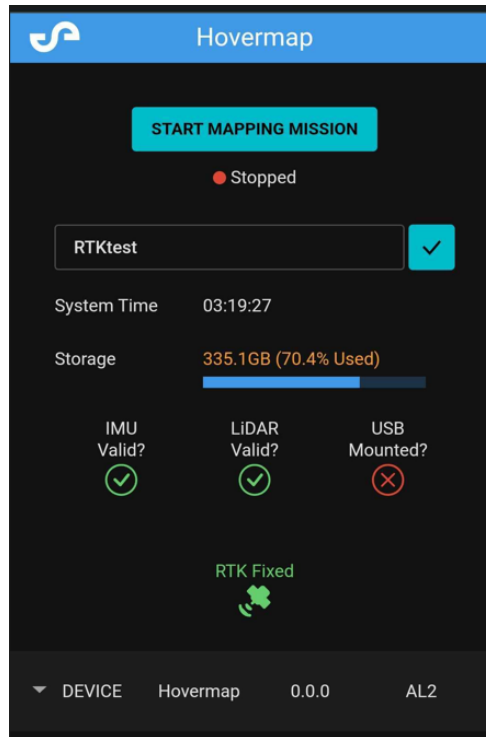 Hovermap
START MAPPING MISSION
Stopped
RTKtest
System Time 03:19:27
Storage 335.1GB (70.4% Used)
IMU Valid?
LiDAR Valid?
USB Mounted?
RTK Fixed
DEVICE Hovermap 0.0.0 AL2